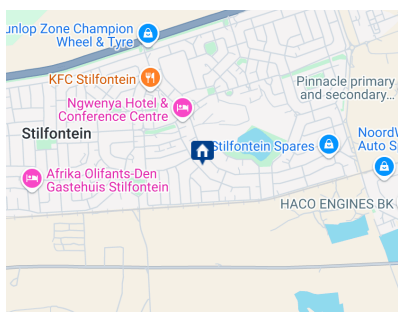 unlop Zone Champion
Wheel & Tyre
KFC Stilfontein
Pinnacle primary
and secondary...
Ngwenya Hotel &
Conference Centre
Stilfontein
NoordW
Auto S
Stilfontein Spares
Afrika Olifants-Den
Gastehuis Stilfontein
HACO ENGINES BK